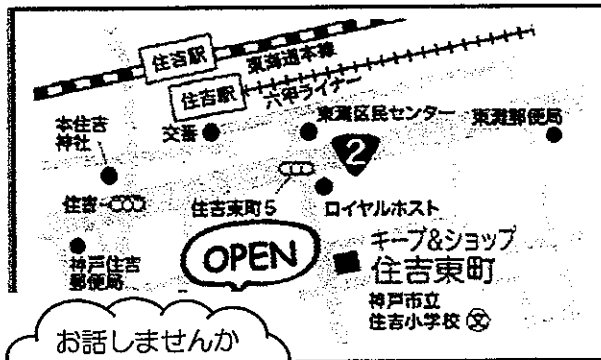 住吉駅
東海道本線
住吉駅
六甲ライナー
本住吉
神社
交番
東灘区民センター
東灘郵便局
2
住吉
住吉東町5
ロイヤルホスト
神戸住吉
郵便局
OPEN
キープ&ショップ
住吉東町
神戸市立
住吉小学校 文
お話しませんか